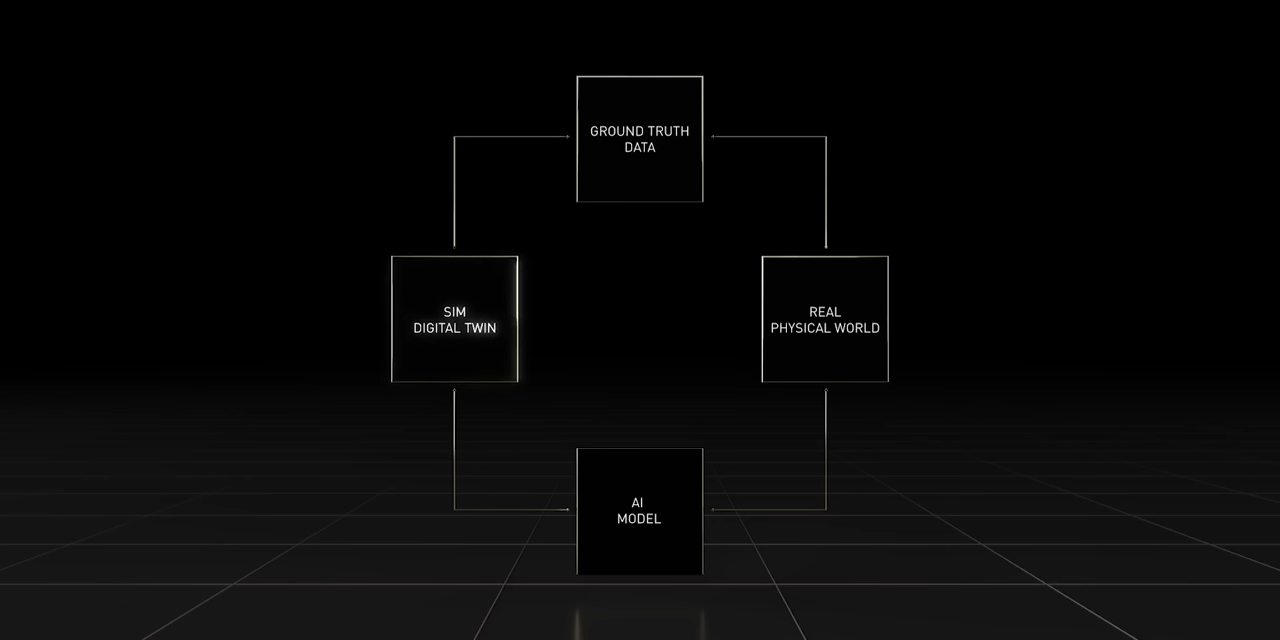 GROUND TRUTH
DATA
SIM
DIGITAL TWIN
REAL
PHYSICAL WORLD
AI
MODEL